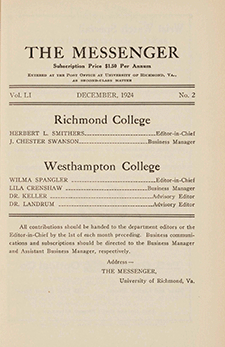 THE MESSENGER
Subscription Price $1.50 Per Annum
Entered at the Post Office at University of Richmond, Va.,
as second-class matter
Vol. LI DECEMBER, 1924 No. 2
Richmond College
HERBERT L. SMITHERS Editor-in-Chief
J. CHESTER SWANSON Business Manager
Westhampton College
WILMA SPANGLER Editor-in-Chief
LILA CRENSHAW Business Manager
DR. KELLER Advisory Editor
DR. LANDRUM Advisory Editor
All contributions should be handed to the department editors or the
Editor-in-Chief by the 1st of each month preceding. Business communi-
cations and subscriptions should be directed to the Business Manager
and Assistant Business Manager, respectively.
Address—
THE MESSENGER,
University of Richmond, Va.